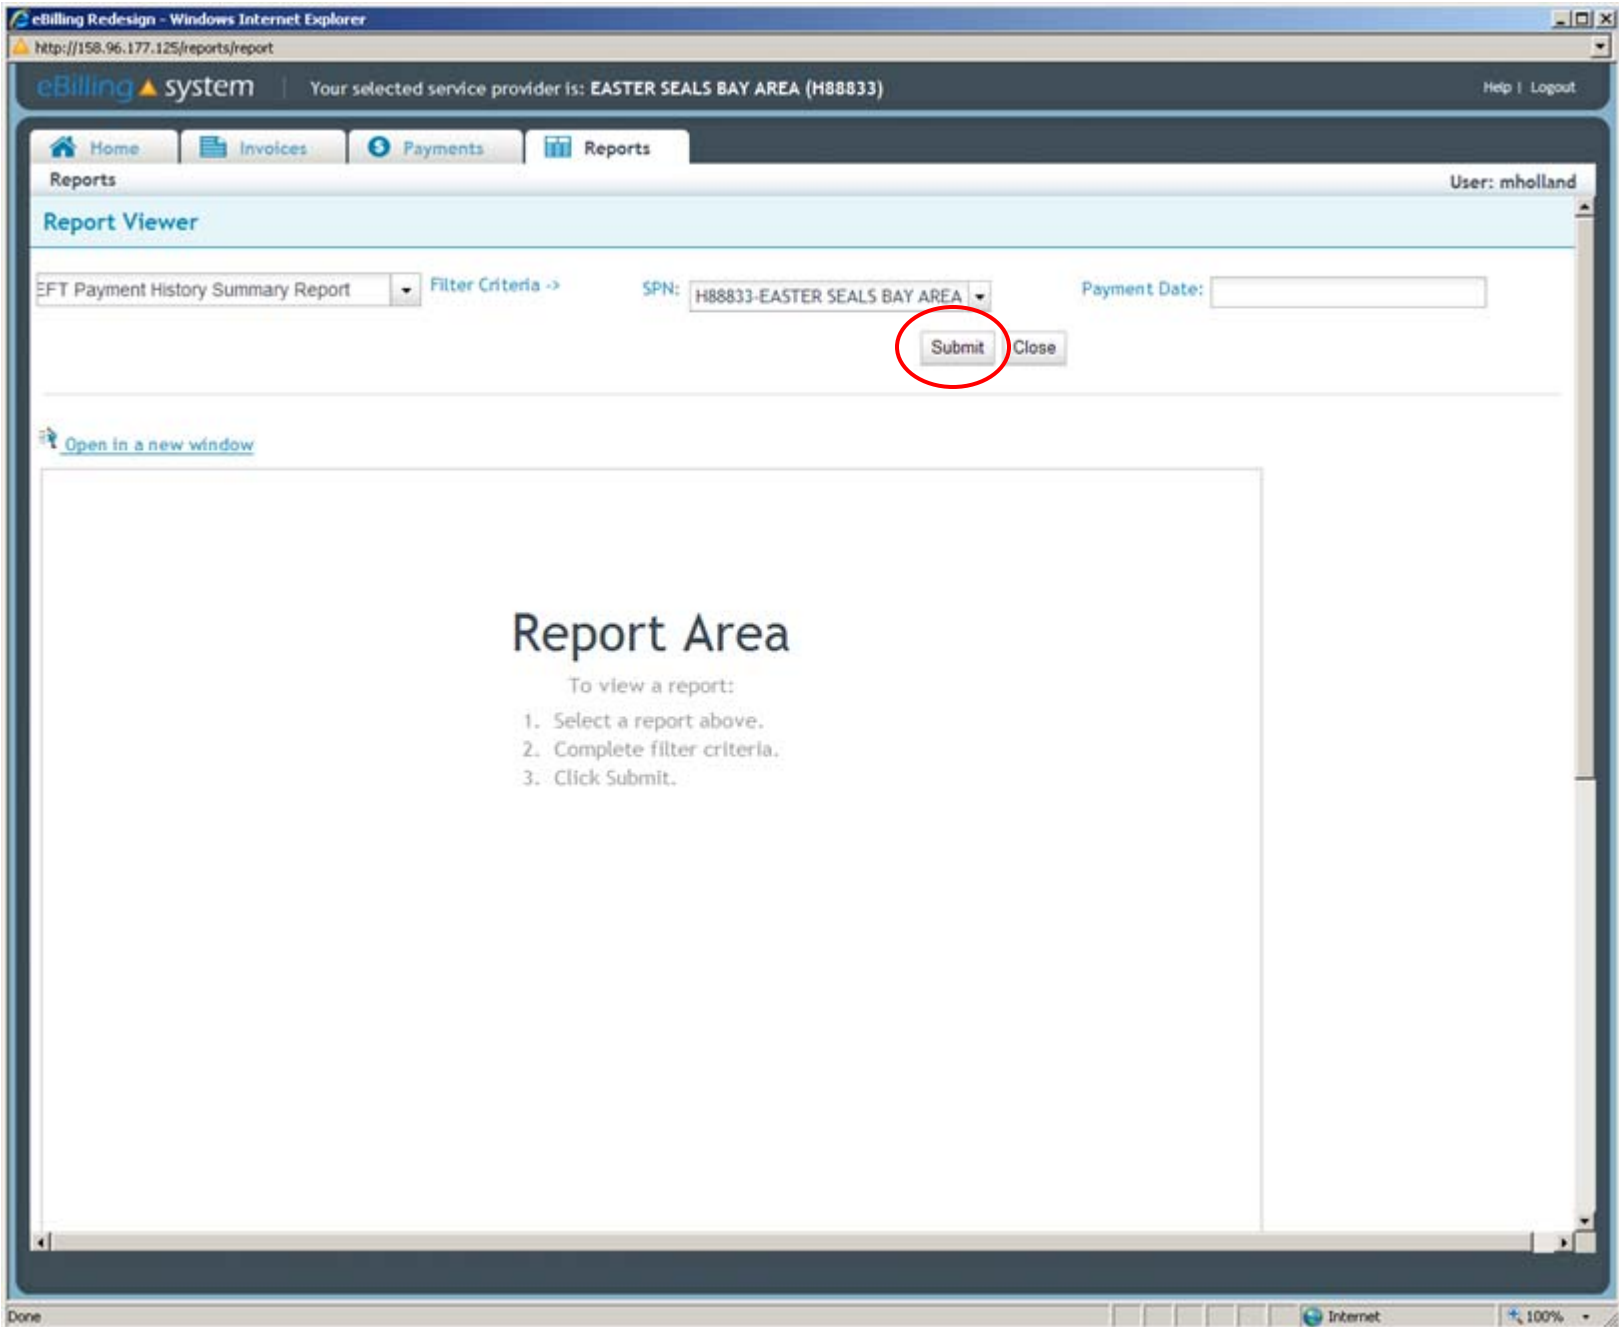 eBilling Redesign - Windows Internet Explorer
http://158.96.177.125/reports/report
eBilling system Your selected service provider is: EASTER SEALS BAY AREA (H88833) Help | Logout
Home Invoices Payments Reports
Reports User: mholland
Report Viewer
EFT Payment History Summary Report Filter Criteria -> SPN: H88833-EASTER SEALS BAY AREA Payment Date:
Submit Close
Open in a new window
Report Area
To view a report:
1. Select a report above.
2. Complete filter criteria.
3. Click Submit.
Done Internet 100%